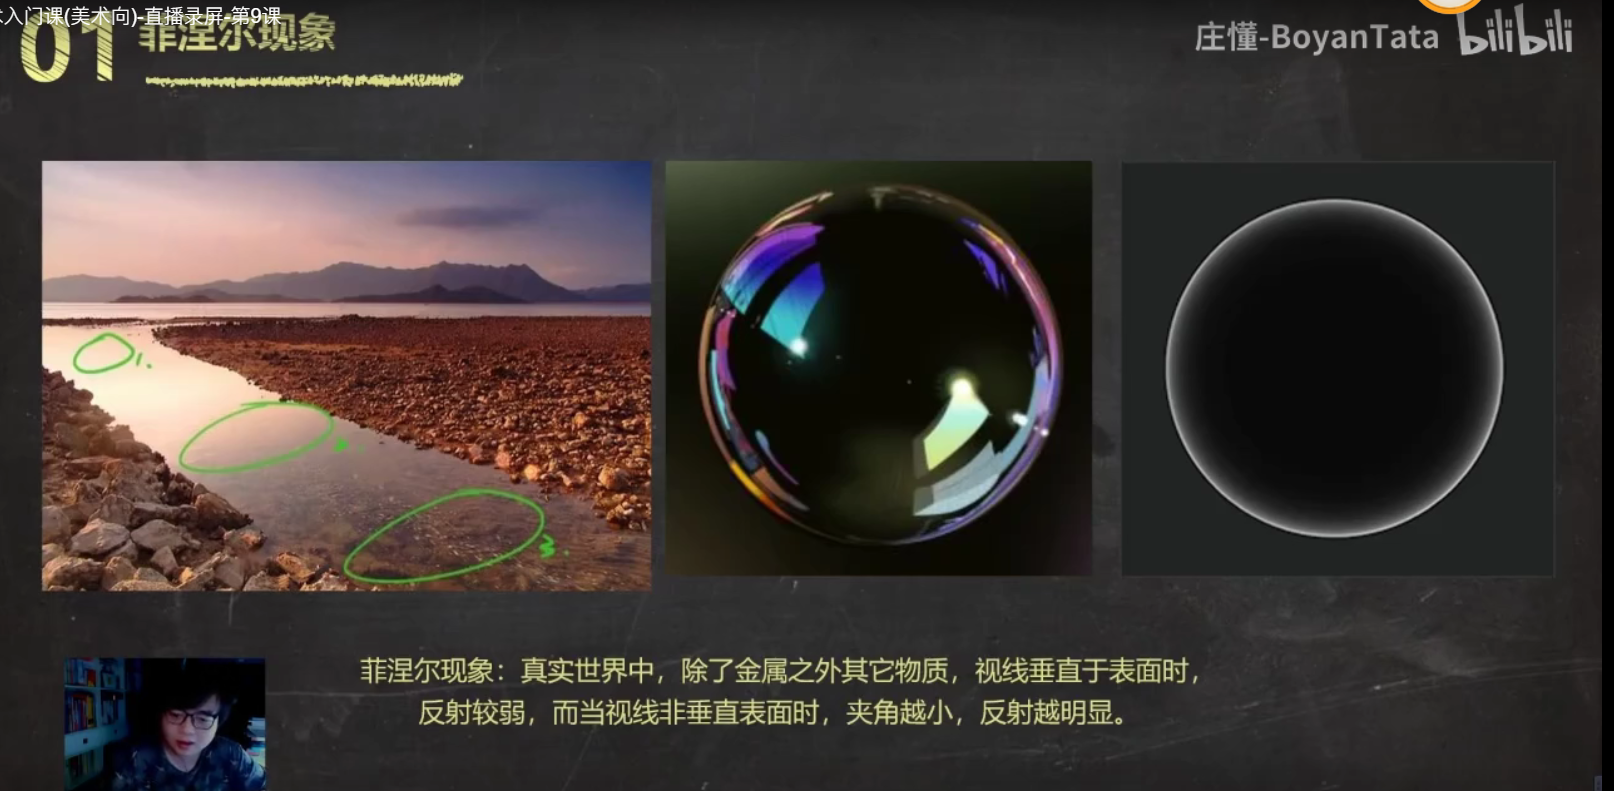 术入门课(美术向)-直播录屏-第9课
01 菲涅尔现象
庄懂-BoyanTata bilibili
1.
2.
3.
菲涅尔现象：真实世界中，除了金属之外其它物质，视线垂直于表面时，
反射较弱，而当视线非垂直表面时，夹角越小，反射越明显。